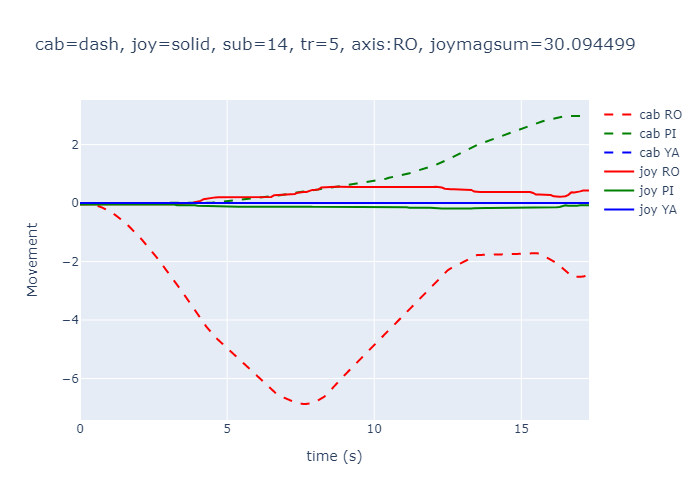 cab=dash, joy=solid, sub=14, tr=5, axis:RO, joymagsum=30.094499
cab RO
cab PI
cab YA
joy RO
joy PI
joy YA
2
0
−2
−4
−6
Movement
0
5
10
15
time (s)